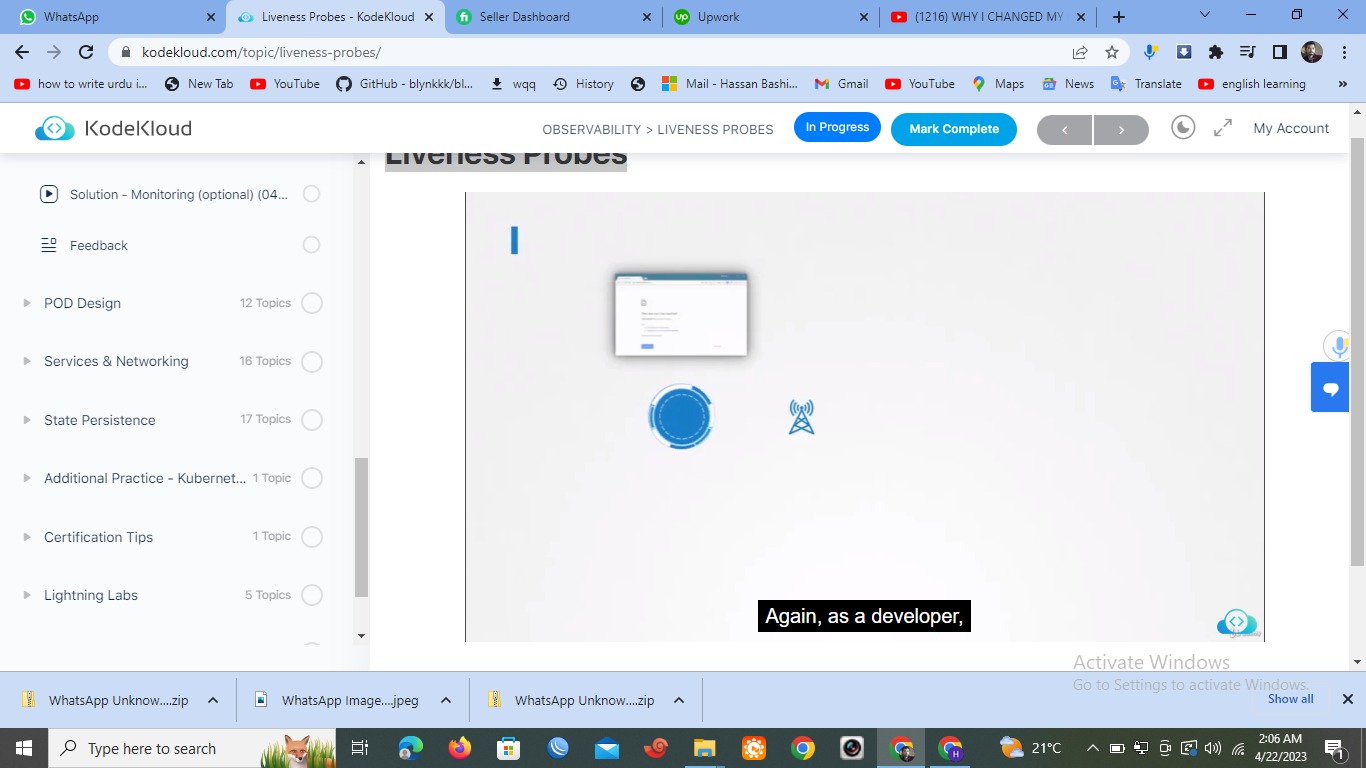 WhatsApp
Liveness Probes - KodeKloud
Seller Dashboard
Upwork
(1216) WHY I CHANGED MY
kodekloud.com/topic/liveness-probes/
how to write urdu i...
New Tab
YouTube
GitHub - blynkkk/bl...
wqq
History
Mail - Hassan Bashi...
Gmail
YouTube
Maps
News
Translate
english learning
»
KodeKloud
OBSERVABILITY > LIVENESS PROBES
In Progress
Mark Complete
<
>
My Account
Liveness Probes
Solution - Monitoring (optional) (04...
Feedback
POD Design
12 Topics
Services & Networking
16 Topics
State Persistence
17 Topics
Additional Practice - Kubernet...
1 Topic
Certification Tips
1 Topic
Lightning Labs
5 Topics
Again, as a developer,
Activate Windows
Go to Settings to activate Windows.
WhatsApp Unknow....zip
WhatsApp Image....jpeg
WhatsApp Unknow....zip
Show all
Type here to search
21°C
2:06 AM
4/22/2023
1